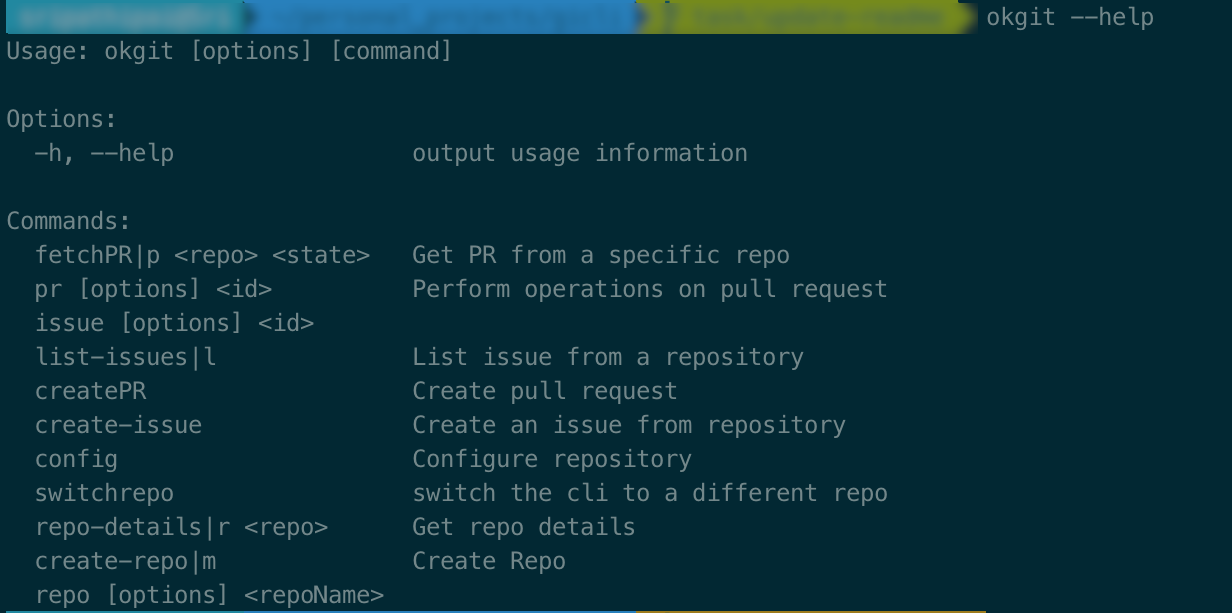 okgit --help
Usage: okgit [options] [command]
Options:
-h, --help output usage information
Commands:
fetchPR|p <repo> <state> Get PR from a specific repo
pr [options] <id> Perform operations on pull request
issue [options] <id>
list-issues|l List issue from a repository
createPR Create pull request
create-issue Create an issue from repository
config Configure repository
switchrepo switch the cli to a different repo
repo-details|r <repo> Get repo details
create-repo|m Create Repo
repo [options] <repoName>